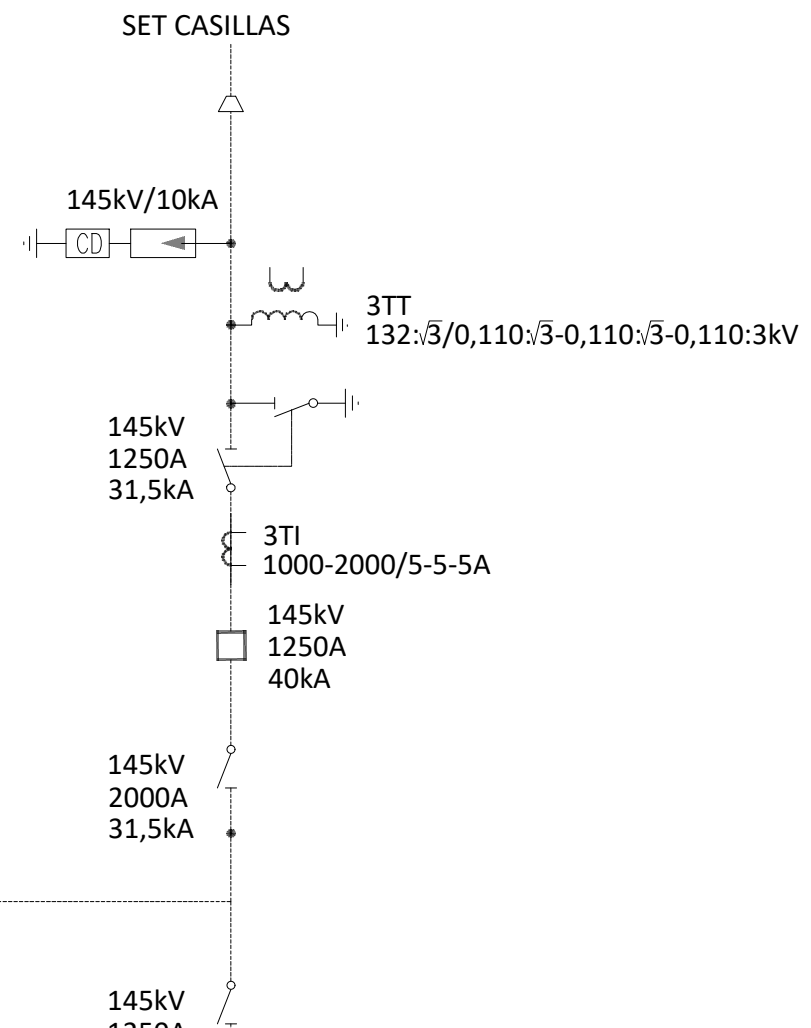 SET CASILLAS
145kV/10kA
CD
3TT
132:√3/0,110:√3-0,110:√3-0,110:3kV
145kV
1250A
31,5kA
3TI
1000-2000/5-5-5A
145kV
1250A
40kA
145kV
2000A
31,5kA
145kV